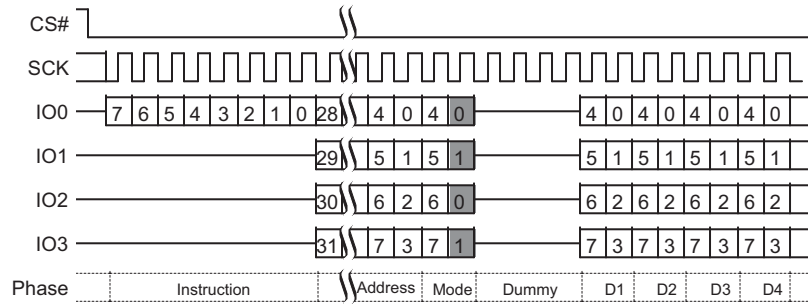 CS#
SCK
IO0 7 6 5 4 3 2 1 0 28 4 0 4 0 4 0 4 0 4 0 4 0
IO1 29 5 1 5 1 5 1 5 1 5 1 5 1
IO2 30 6 2 6 0 6 2 6 2 6 2 6 2
IO3 31 7 3 7 1 7 3 7 3 7 3 7 3
Phase Instruction Address Mode Dummy D1 D2 D3 D4